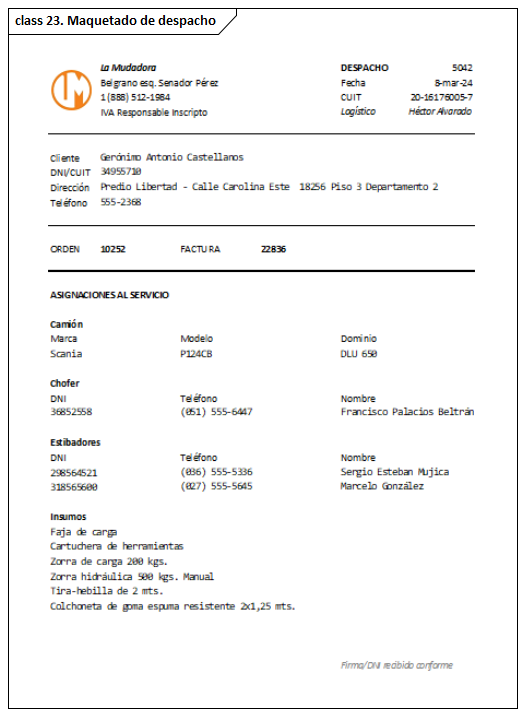 class 23. Maquetado de despacho
La Mudadora DESPACHO 5042
Belgrano esq. Senador Pérez Fecha 8-mar-24
1 (888) 512-1984 CUIT 20-16176005-7
IVA Responsable Inscripto Logístico Héctor Alvarado
Cliente Gerónimo Antonio Castellanos
DNI/CUIT 34955710
Dirección Predio Libertad - Calle Carolina Este 18256 Piso 3 Departamento 2
Teléfono 555-2368
ORDEN 10252 FACTURA 22836
ASIGNACIONES AL SERVICIO
Camión
Marca Modelo Dominio
Scania P124CB DLU 650
Chofer
DNI Teléfono Nombre
36852558 (051) 555-6447 Francisco Palacios Beltrán
Estibadores
DNI Teléfono Nombre
298564521 (036) 555-5336 Sergio Esteban Mujica
318565600 (027) 555-5645 Marcelo González
Insumos
Faja de carga
Cartuchera de herramientas
Zorra de carga 200 kgs.
Zorra hidráulica 500 kgs. Manual
Tira-hebilla de 2 mts.
Colchoneta de goma espuma resistente 2x1,25 mts.
Firma/DNI recibido conforme